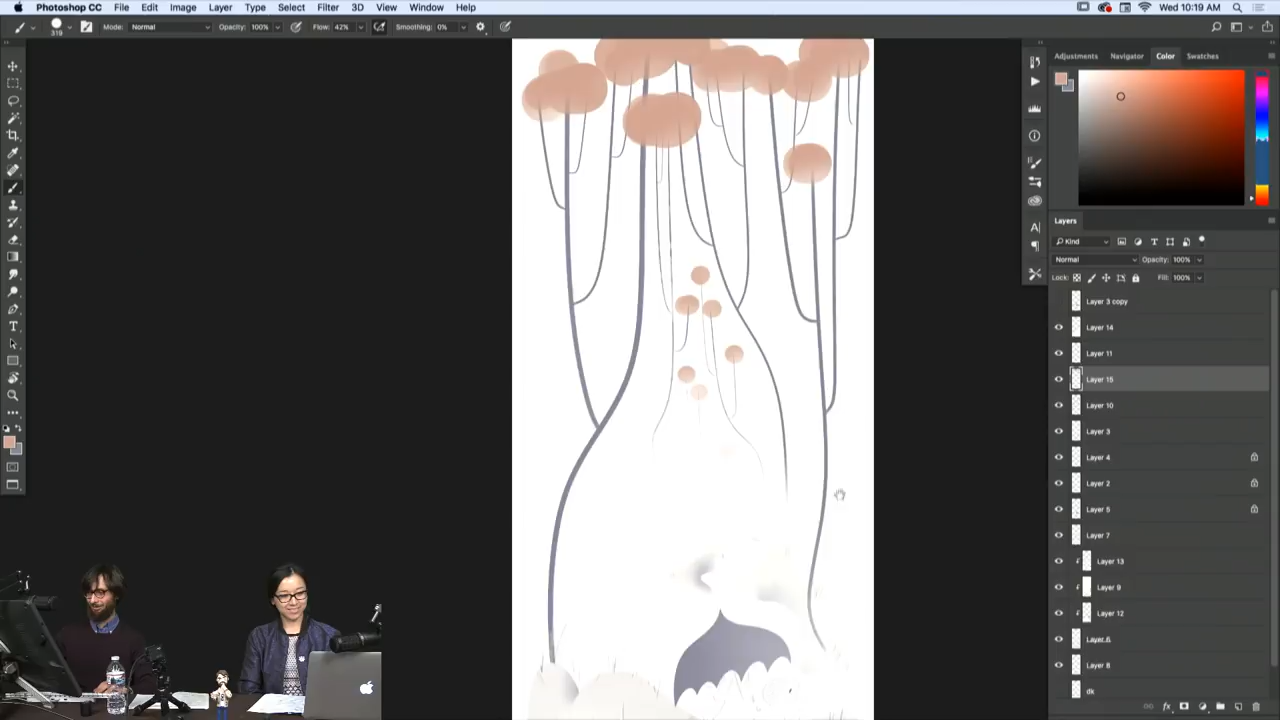 Photoshop CC File Edit Image Layer Type Select Filter 3D View Window Help Wed 10:19 AM
319 Mode: Normal Opacity: 100% Flow: 42% Smoothing: 0%
Adjustments Navigator Color Swatches
Layers
Kind
Normal Opacity: 100%
Lock: Fill: 100%
Layer 3 copy
Layer 14
Layer 11
Layer 15
Layer 10
Layer 3
Layer 4
Layer 2
Layer 5
Layer 7
Layer 13
Layer 9
Layer 12
Layer 6
Layer 8
dk